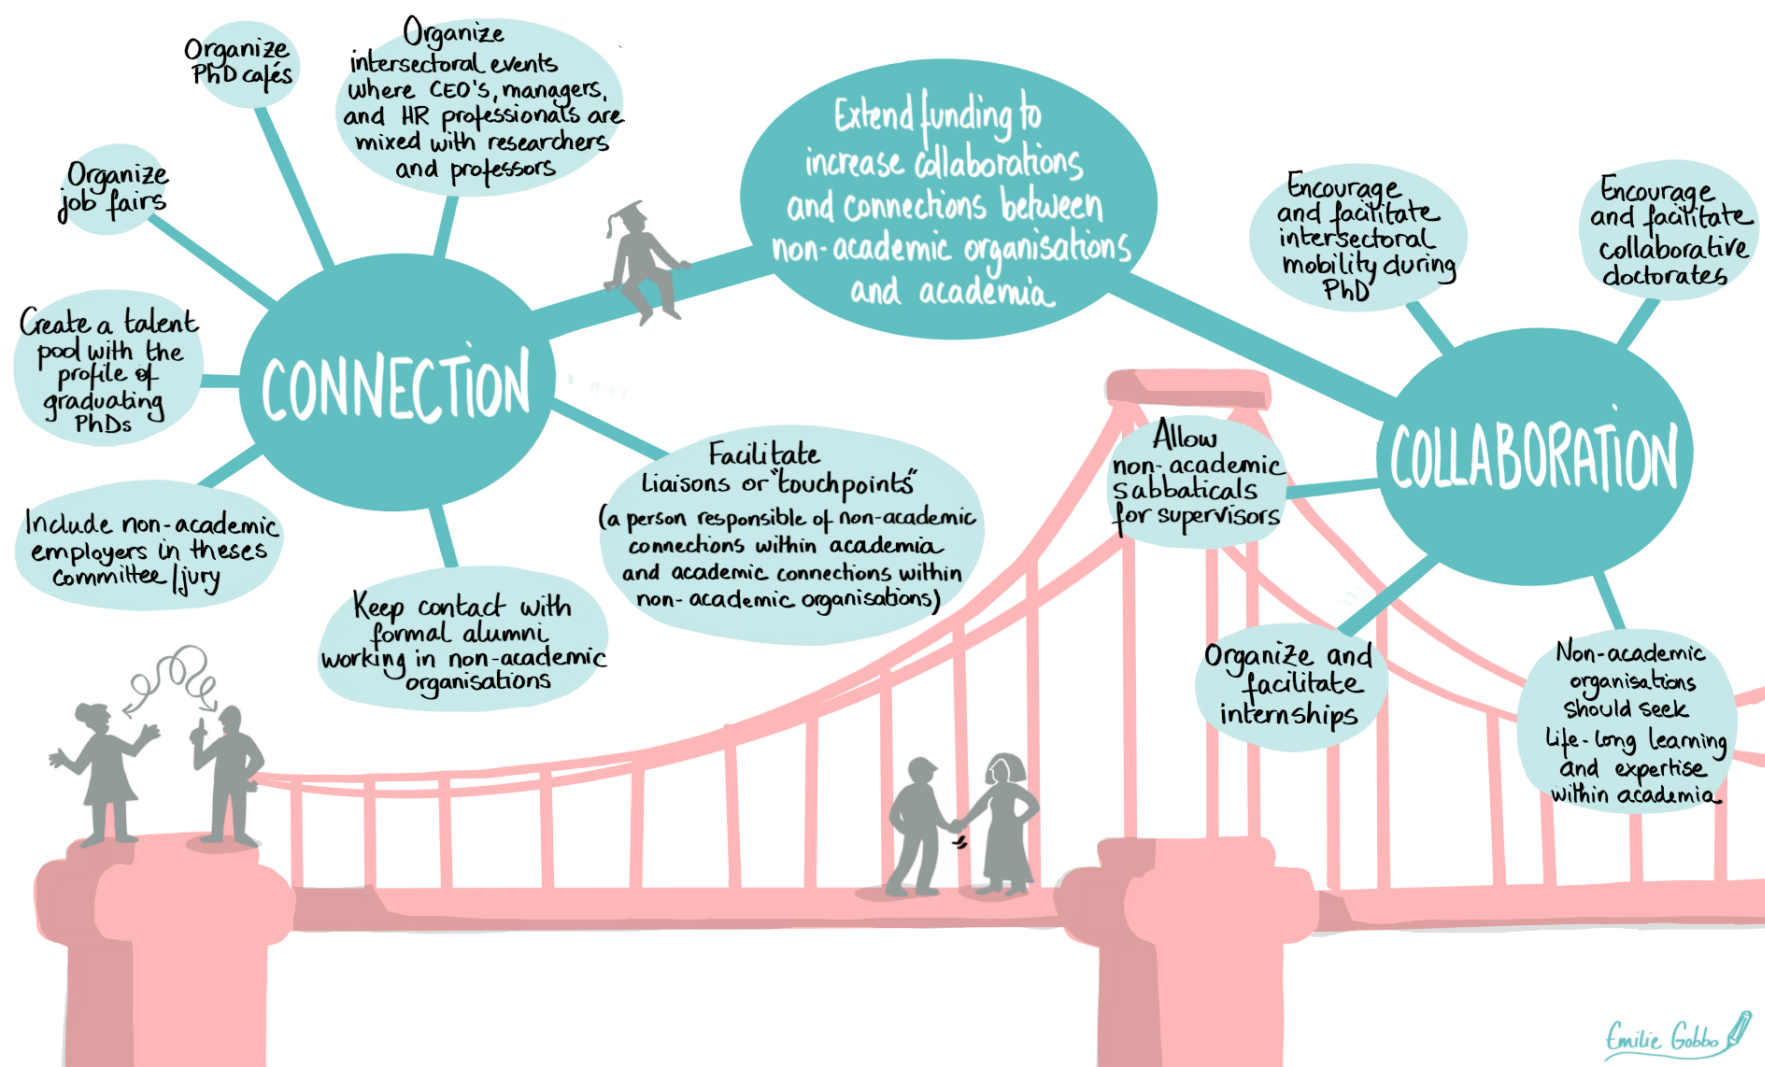 Organize
PhD cafés
Organize
intersectoral events
where CEO's, managers,
and HR professionals are
mixed with researchers
and professors
Organize
job fairs
Create a talent
pool with the
profile of
graduating
PhDs
CONNECTION
Include non-academic
employers in theses
committee/jury
Keep contact with
formal alumni
working in non-academic
organisations
Facilitate
Liaisons or "touchpoints"
(a person responsible of non-academic
connections within academia
and academic connections within
non-academic organisations)
Extend funding to
increase collaborations
and connections between
non-academic organisations
and academia
Encourage
and facilitate
intersectoral
mobility during
PhD
Encourage
and facilitate
collaborative
doctorates
COLLABORATION
Allow
non-academic
sabbaticals
for supervisors
Organize and
facilitate
internships
Non-academic
organisations
should seek
Life-long learning
and expertise
within academia
Emilie Gobbo